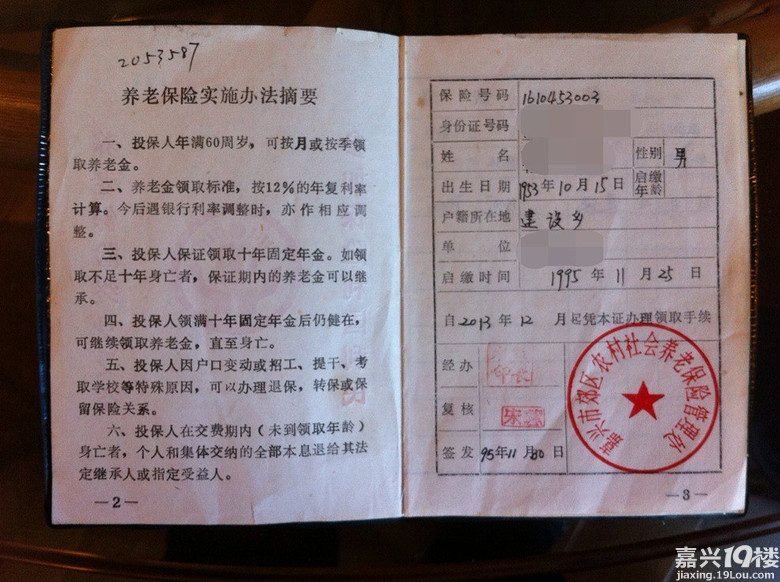 2053587
养老保险实施办法摘要
一、投保人年满60周岁，可按月或按季领
取养老金。
二、养老金领取标准，按12％的年复利率
计算。今后遇银行利率调整时，亦作相应调
整。
三、投保人保证领取十年固定年金。如领
取不足十年身亡者，保证期内的养老金可以继
承。
四、投保人领满十年固定年金后仍健在，
可继续领取养老金，直至身亡。
五、投保人因户口变动或招工、提干、考
取学校等特殊原因，可以办理退保，转保或保
留保险关系。
六、投保人在交费期内（未到领取年龄）
身亡者，个人和集体交纳的全部本息退给其法
定继承人或指定受益人。
—2—
保险号码 1610453003
身份证号码
姓名 性别 男
出生日期 1953年10月15日 启缴年龄
户籍所在地 建设乡
单位
启缴时间 1995年11月25日
自2013年12月起凭本证办理领取手续
经办
复核
签发 95年11月30日
嘉兴市郊区农村社会养老保险管理处
—3—
嘉兴19楼
jiaxing.19lou.com